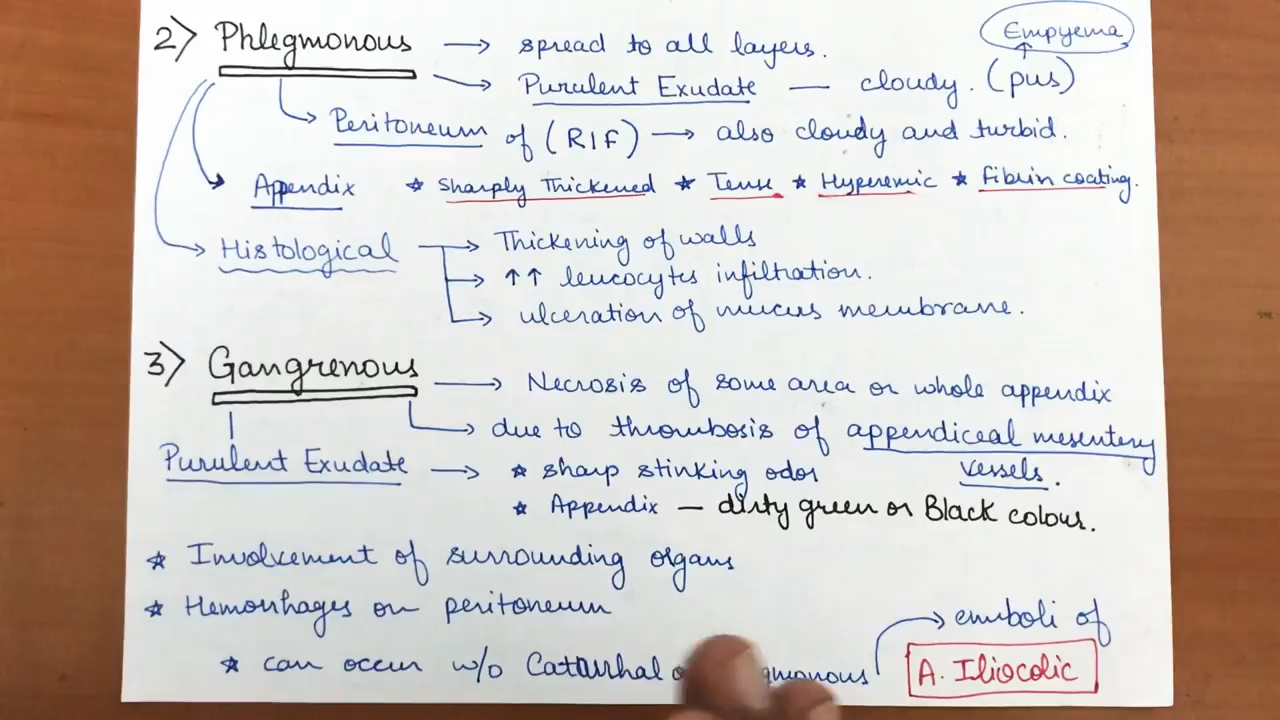 Empyema
2> Phlegmonous → spread to all layers.
→ Purulent Exudate — cloudy. (pus)
→ Peritoneum of (RIF) → also cloudy and turbid.
Appendix * Sharply Thickened * Tense * Hyperemic * fibrin coating.
Histological → Thickening of walls
→ ↑↑ leucocytes infiltration.
→ ulceration of mucus membrane.
3> Gangrenous → Necrosis of some area or whole appendix
→ due to thrombosis of appendiceal mesentery
vessels.
Purulent Exudate → * sharp stinking odor
* Appendix — dirty green or Black colour.
* Involvement of surrounding organs
* Hemorrhages on peritoneum
→ emboli of
* can occur w/o Catarrhal
A. Iliocolic